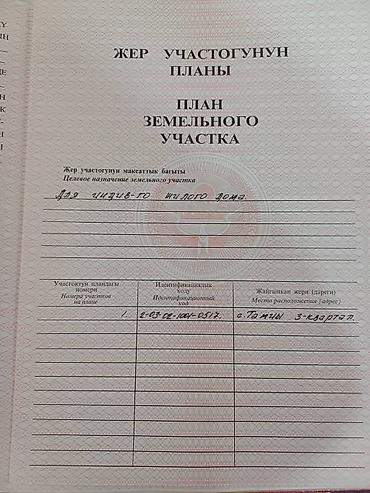 ЖЕР УЧАСТОГУНУН
ПЛАНЫ
ПЛАН
ЗЕМЕЛЬНОГО
УЧАСТКА
Жер участогунун максаттык багыты
Целевое назначение земельного участка
Для индив-го жилого дома.
Участоктун пландагы номери
Номера участков на плане
Идентификациялык коду
Идентификационный код
Жайгашкан жери (дареги)
Место расположения (адрес)
1. 2-03-02-1001-0517. с. Тамчы 3-квартал.